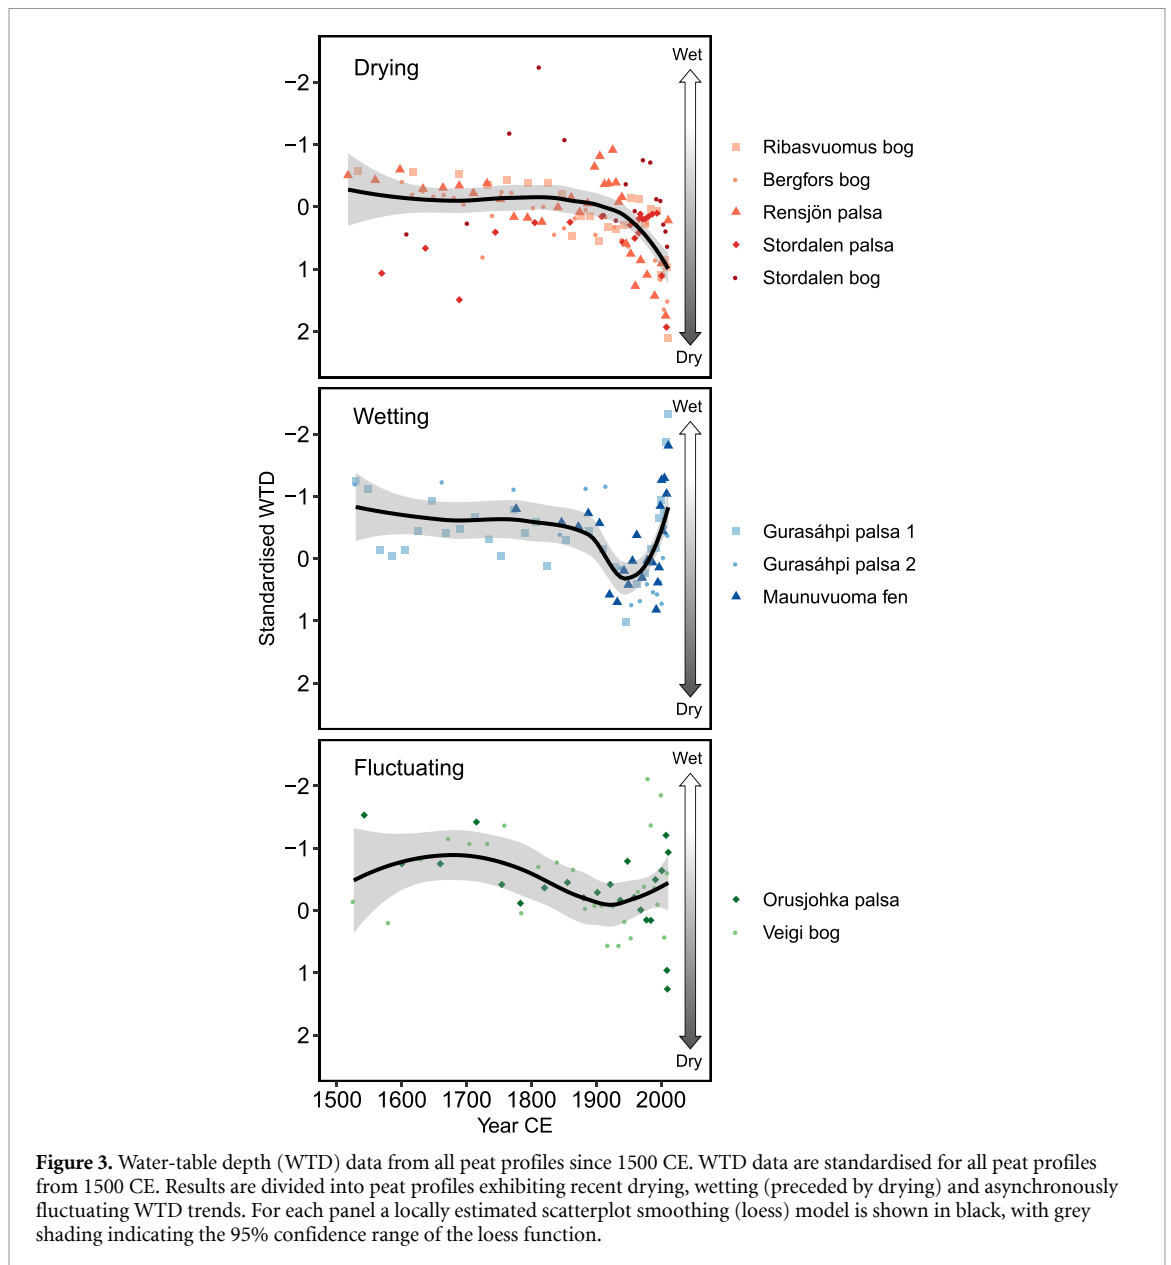 Drying
Wet
−2
−1
0
1
2
Dry
Ribasvuomus bog
Bergfors bog
Rensjön palsa
Stordalen palsa
Stordalen bog
Wetting
Wet
−2
−1
0
1
2
Dry
Gurasáhpi palsa 1
Gurasáhpi palsa 2
Maunuvuoma fen
Standardised WTD
Fluctuating
Wet
−2
−1
0
1
2
Dry
Orusjohka palsa
Veigi bog
1500 1600 1700 1800 1900 2000
Year CE
Figure 3. Water-table depth (WTD) data from all peat profiles since 1500 CE. WTD data are standardised for all peat profiles
from 1500 CE. Results are divided into peat profiles exhibiting recent drying, wetting (preceded by drying) and asynchronously
fluctuating WTD trends. For each panel a locally estimated scatterplot smoothing (loess) model is shown in black, with grey
shading indicating the 95% confidence range of the loess function.